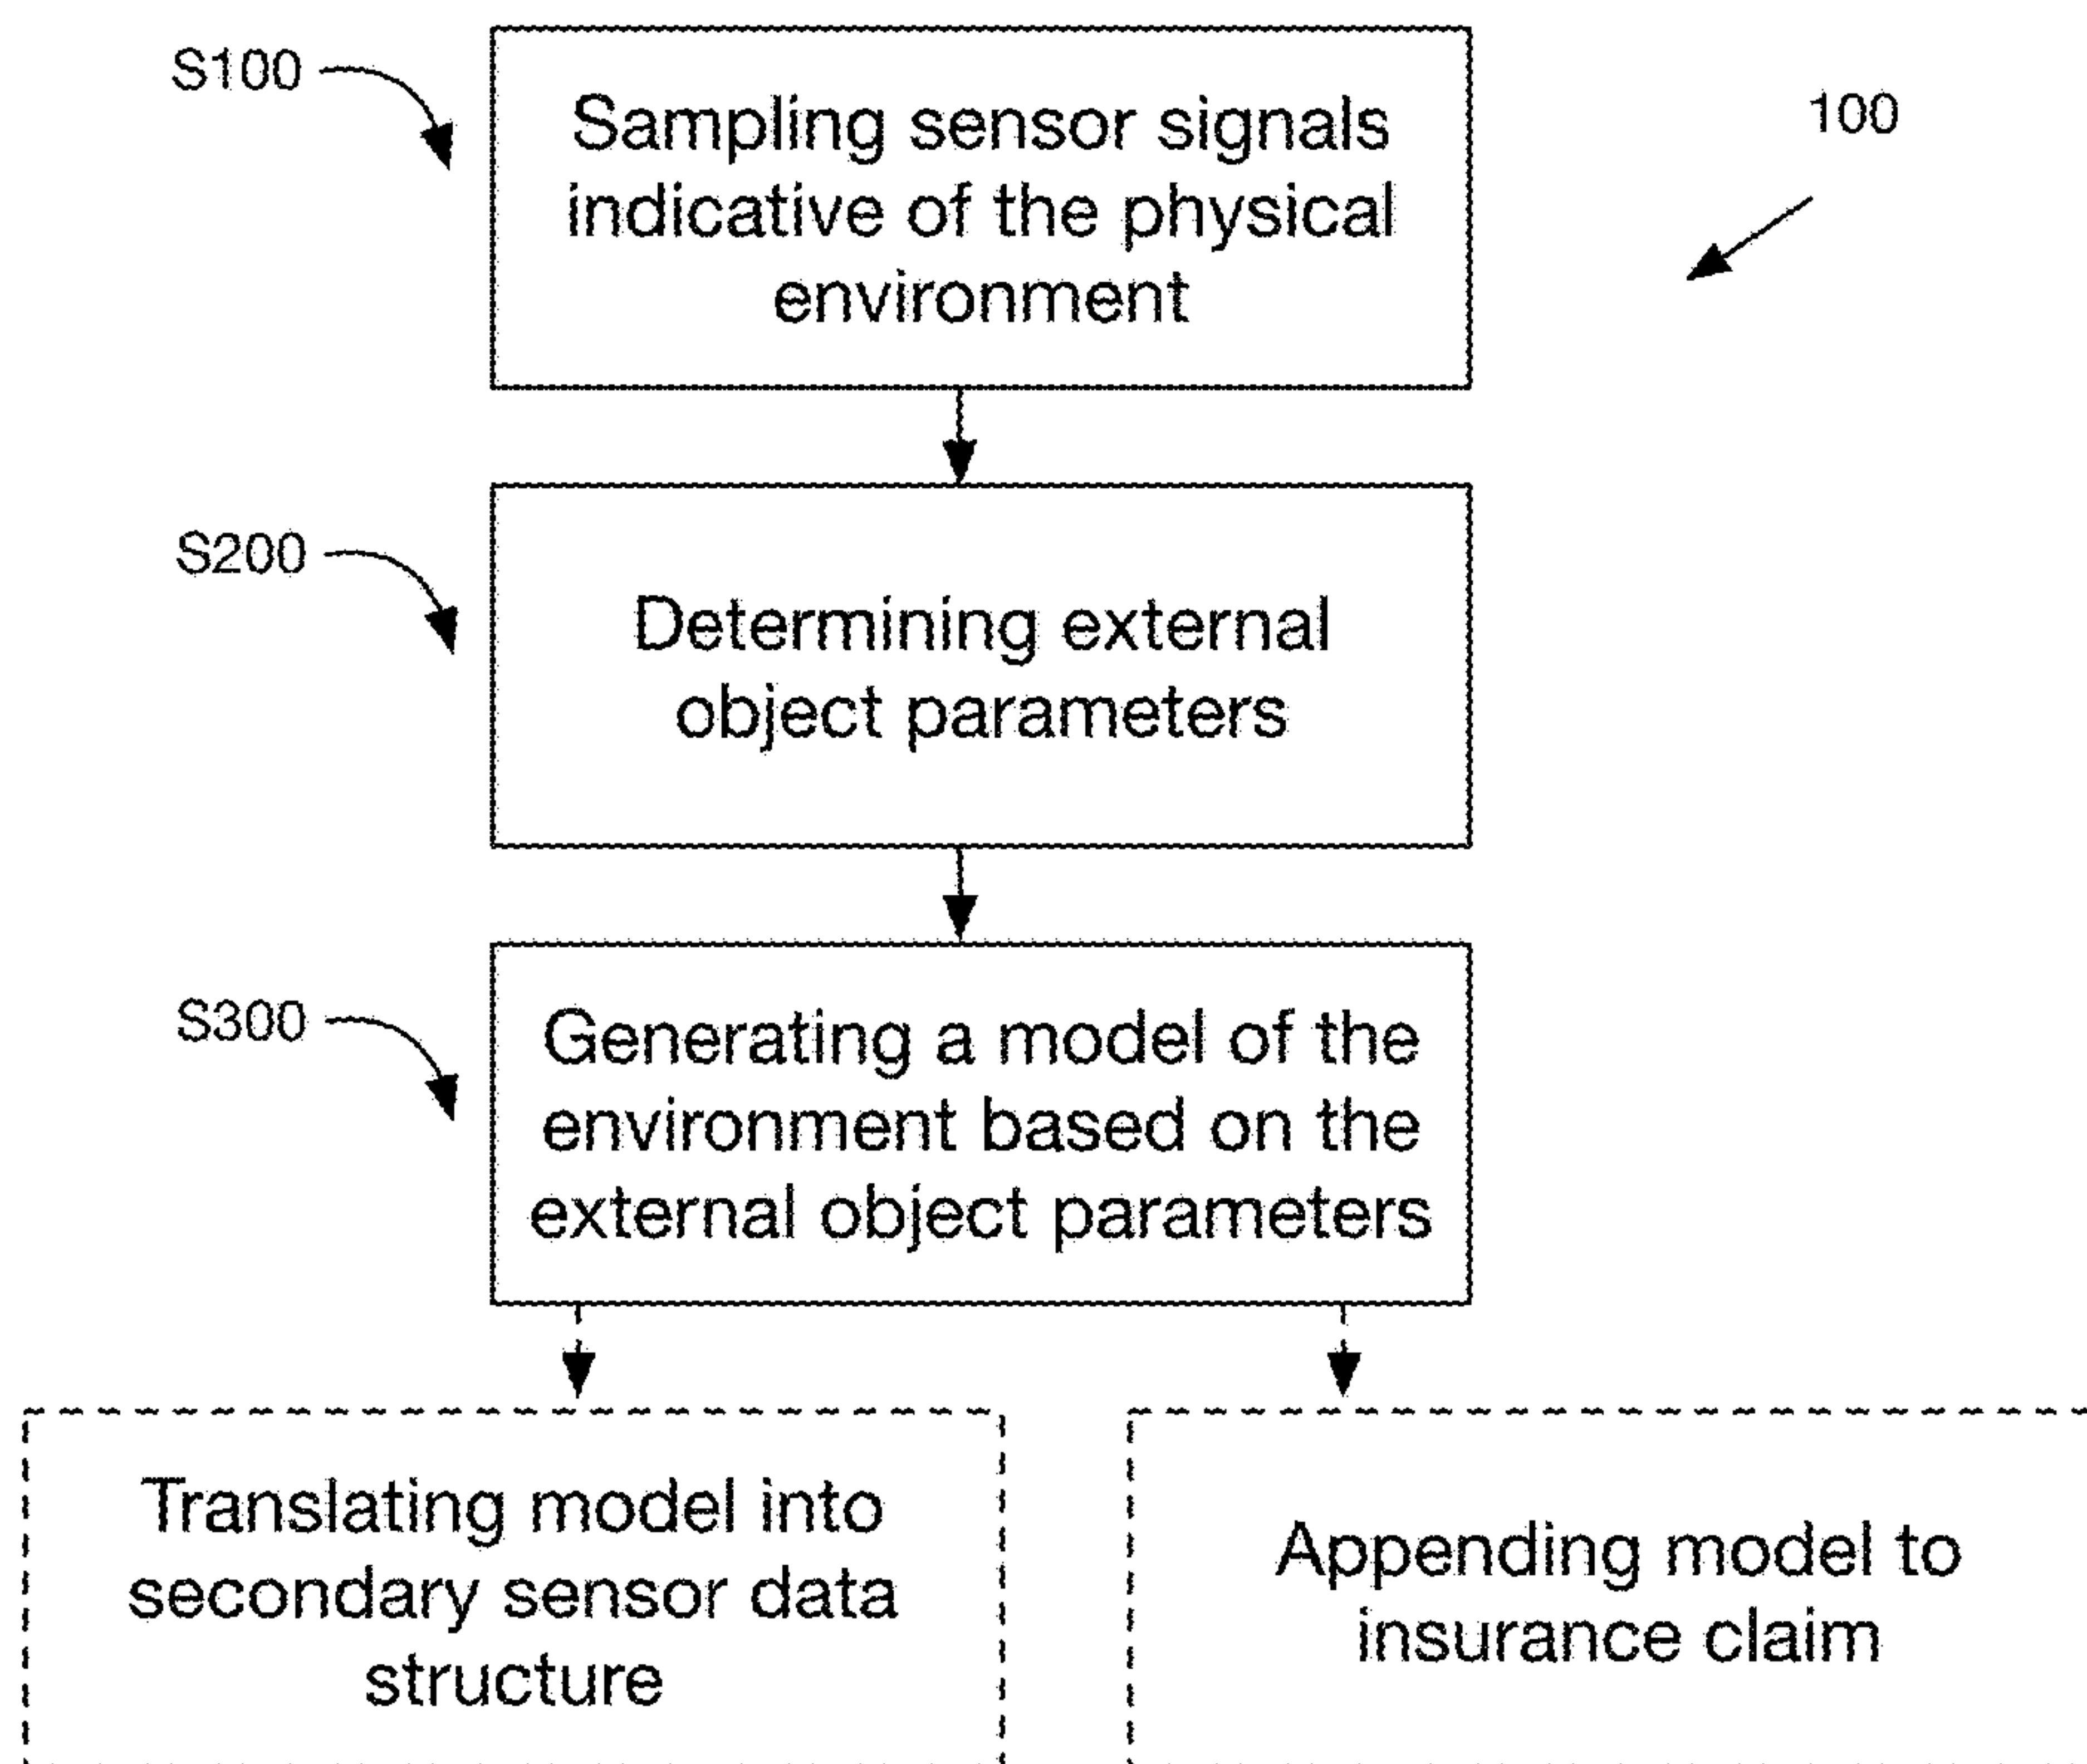 S100
Sampling sensor signals
indicative of the physical
environment
100
S200
Determining external
object parameters
S300
Generating a model of the
environment based on the
external object parameters
Translating model into
secondary sensor data
structure
Appending model to
insurance claim